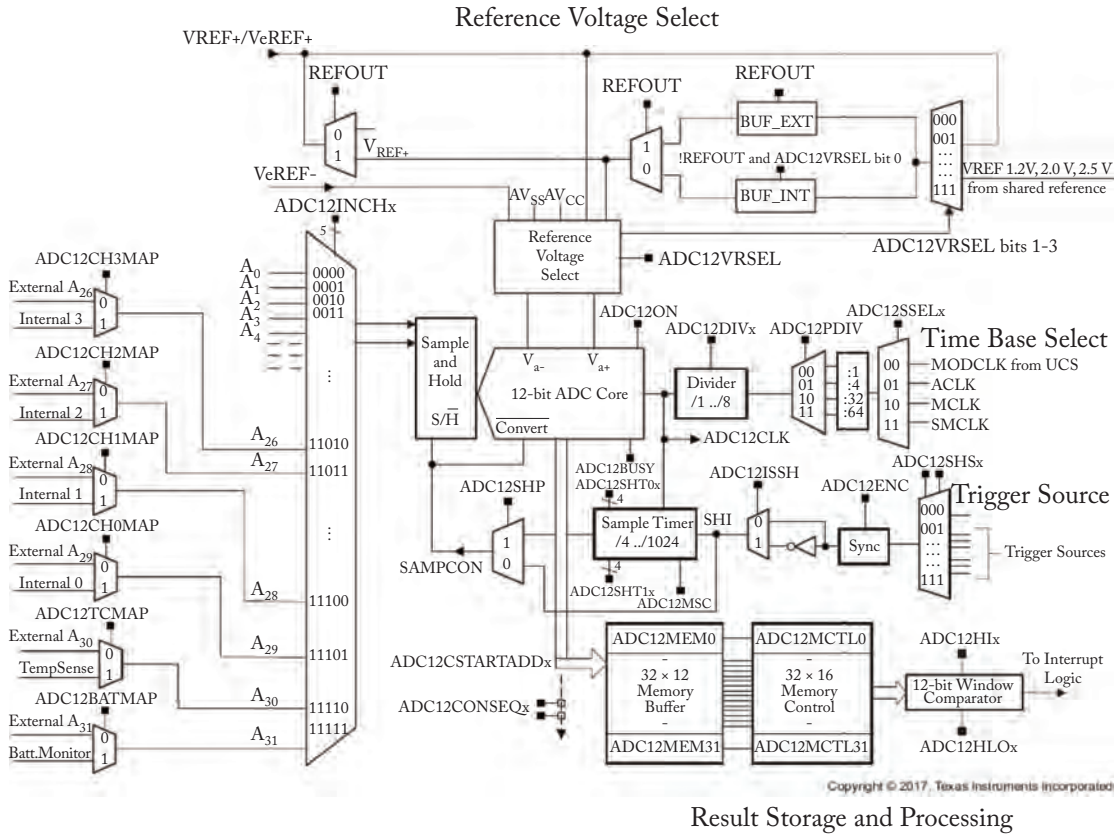 Reference Voltage Select
VREF+/VeREF+
REFOUT
REFOUT
REFOUT
0
1
VREF+
1
0
BUF_EXT
!REFOUT and ADC12VRSEL bit 0
BUF_INT
000
001
...
...
111
VREF 1.2V, 2.0 V, 2.5 V
from shared reference
VeREF-
AVSS
AVCC
ADC12INCHx
5
Reference
Voltage
Select
ADC12VRSEL bits 1-3
ADC12VRSEL
ADC12CH3MAP
External A26
0
Internal 3
1
ADC12CH2MAP
External A27
0
Internal 2
1
ADC12CH1MAP
External A28
0
Internal 1
1
ADC12CH0MAP
External A29
0
Internal 0
1
ADC12TCMAP
External A30
0
TempSense
1
ADC12BATMAP
External A31
0
Batt.Monitor
1
A0
A1
A2
A3
A4
0000
0001
0010
0011
⋮
A26
11010
A27
11011
⋮
A28
11100
A29
11101
A30
11110
A31
11111
Sample
and
Hold
S/H̅
ADC12ON
Va-
Va+
12-bit ADC Core
Convert
ADC12DIVx
Divider
/1 ../8
ADC12PDIV
00
01
10
11
:1
:4
:32
:64
ADC12SSELx
00
01
10
11
Time Base Select
MODCLK from UCS
ACLK
MCLK
SMCLK
ADC12CLK
ADC12BUSY
ADC12SHT0x
4
ADC12SHP
1
0
SAMPCON
Sample Timer
/4 ../1024
4
ADC12SHT1x
ADC12MSC
SHI
ADC12ISSH
0
1
ADC12ENC
Sync
ADC12SHSx
000
001
...
...
111
Trigger Source
Trigger Sources
ADC12CSTARTADDx
ADC12CONSEQx
ADC12MEM0
-
32 × 12
Memory
Buffer
-
ADC12MEM31
ADC12MCTL0
-
32 × 16
Memory
Control
-
ADC12MCTL31
ADC12HIx
12-bit Window
Comparator
ADC12HLOx
To Interrupt
Logic
Copyright © 2017, Texas Instruments Incorporated
Result Storage and Processing